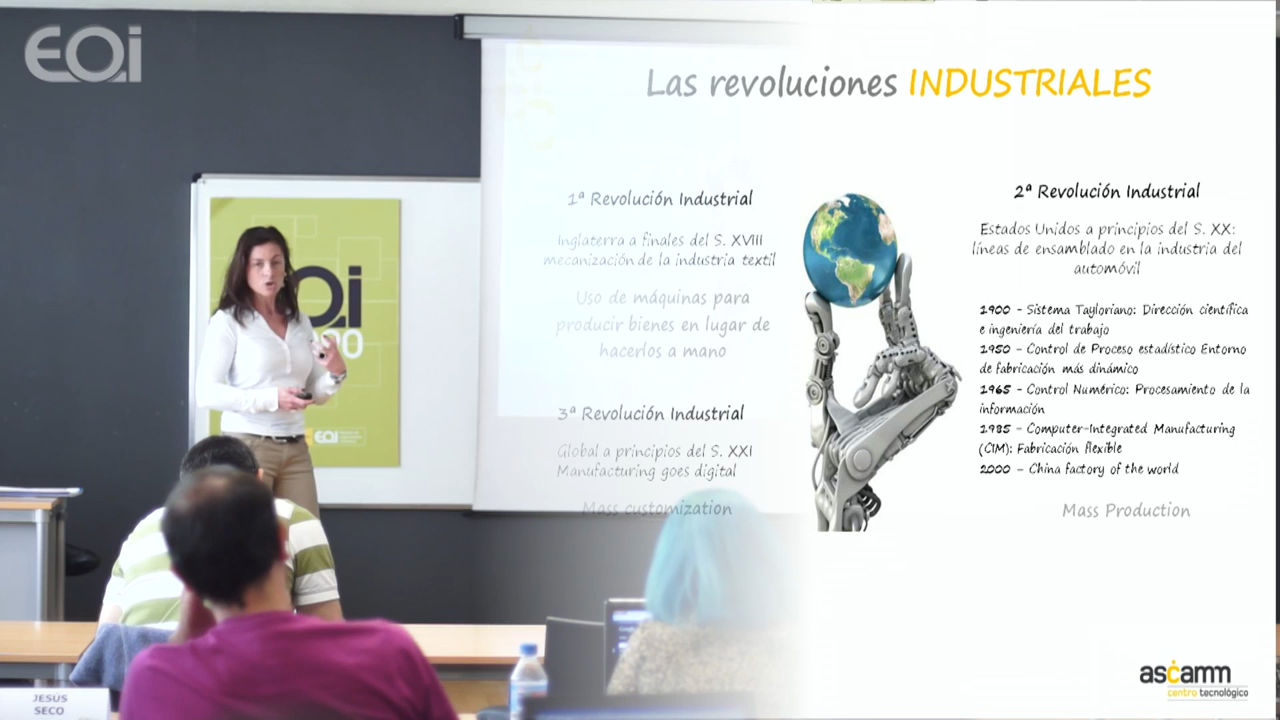 EOi
Las revoluciones INDUSTRIALES
1ª Revolución Industrial
Inglaterra a finales del S. XVIII
mecanización de la industria textil
Uso de máquinas para
producir bienes en lugar de
hacerlos a mano
3ª Revolución Industrial
Global a principios del S. XXI
Manufacturing goes digital
Mass customization
2ª Revolución Industrial
Estados Unidos a principios del S. XX:
líneas de ensamblado en la industria del
automóvil
1900 - Sistema Tayloriano: Dirección científica
e ingeniería del trabajo
1950 - Control de Proceso estadístico Entorno
de fabricación más dinámico
1965 - Control Numérico: Procesamiento de la
información
1985 - Computer-Integrated Manufacturing
(CIM): Fabricación flexible
2000 - China factory of the world
Mass Production
EOI
JESÚS
SECO
ascamm
centro tecnológico